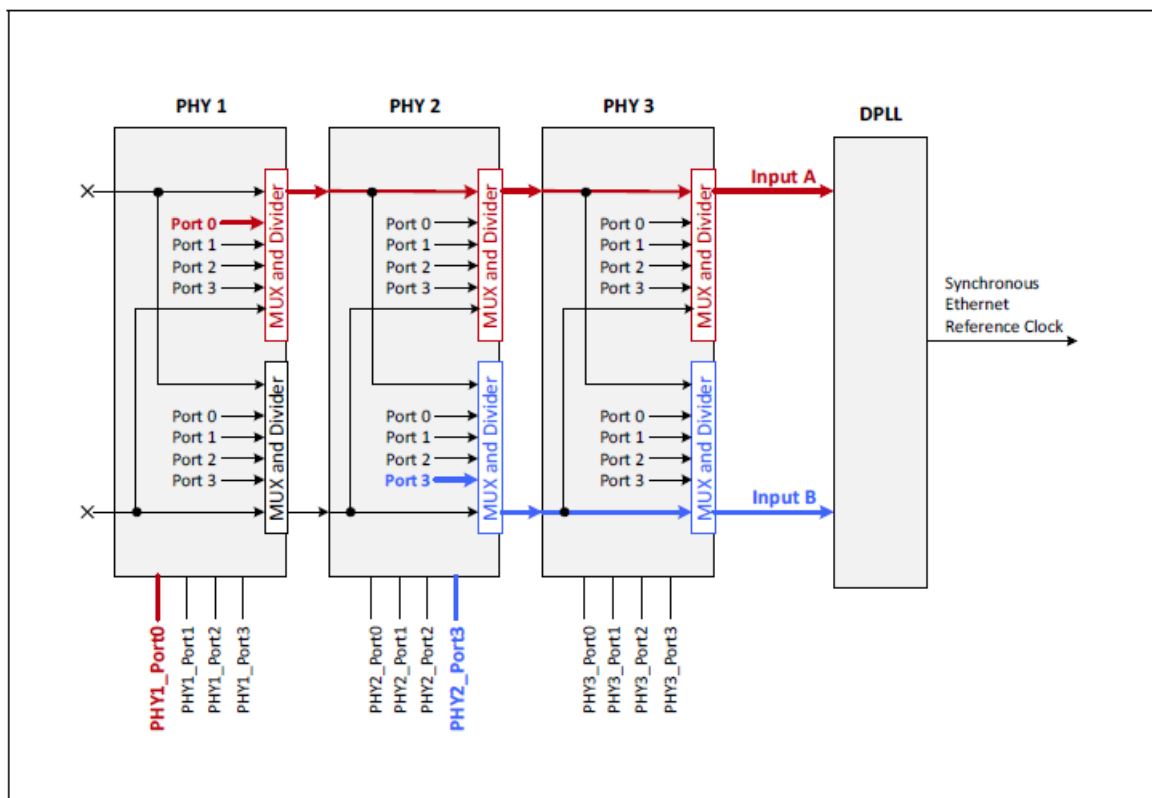 PHY 1
PHY 2
PHY 3
DPLL
Port 0
Port 1
Port 2
Port 3
MUX and Divider
Port 0
Port 1
Port 2
Port 3
MUX and Divider
Port 0
Port 1
Port 2
Port 3
MUX and Divider
Input A
Synchronous
Ethernet
Reference Clock
Port 0
Port 1
Port 2
Port 3
MUX and Divider
Port 0
Port 1
Port 2
Port 3
MUX and Divider
Port 0
Port 1
Port 2
Port 3
MUX and Divider
Input B
PHY1_Port0
PHY1_Port1
PHY1_Port2
PHY1_Port3
PHY2_Port0
PHY2_Port1
PHY2_Port2
PHY2_Port3
PHY3_Port0
PHY3_Port1
PHY3_Port2
PHY3_Port3